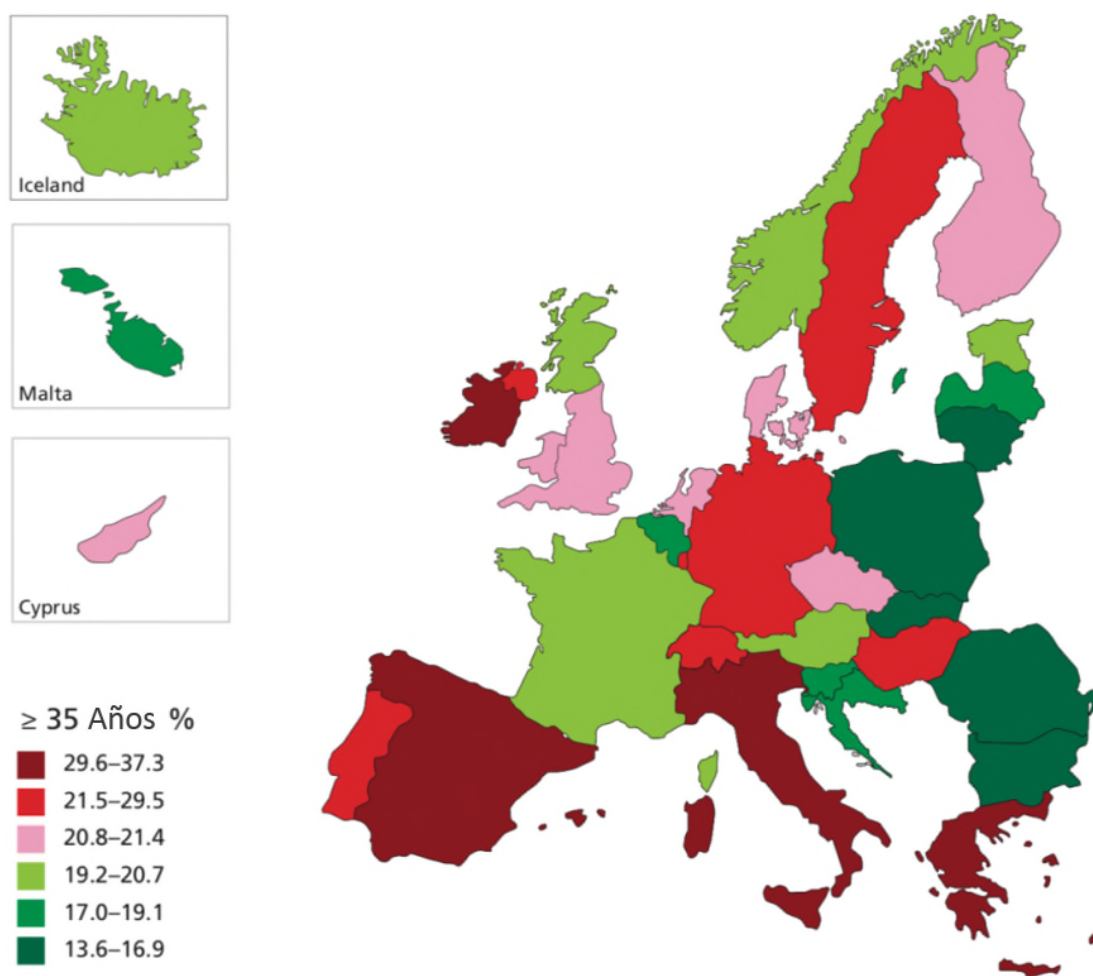 Iceland
Malta
Cyprus
≥ 35 Años %
29.6–37.3
21.5–29.5
20.8–21.4
19.2–20.7
17.0–19.1
13.6–16.9